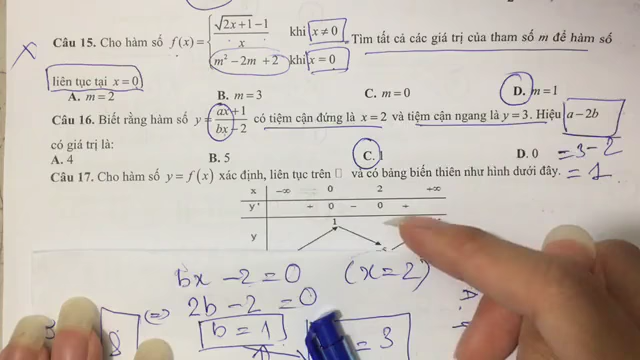 Câu 15. Cho hàm số f(x) = { (√(2x+1) − 1)/x khi x ≠ 0
m² − 2m + 2 khi x = 0 . Tìm tất cả các giá trị của tham số m để hàm số
liên tục tại x = 0
A. m = 2 B. m = 3 C. m = 0 D. m = 1
Câu 16. Biết rằng hàm số y = (ax+1)/(bx−2) có tiệm cận đứng là x = 2 và tiệm cận ngang là y = 3. Hiệu a − 2b
có giá trị là:
A. 4 B. 5 C. 1 D. 0
= 3 − 2
= 1
Câu 17. Cho hàm số y = f(x) xác định, liên tục trên □ và có bảng biến thiên như hình dưới đây.
x −∞ 0 2 +∞
y' + 0 − 0 +
y 1
bx − 2 = 0 (x = 2)
⇔ 2b − 2 = 0
b = 1
= 3
8
A. 4